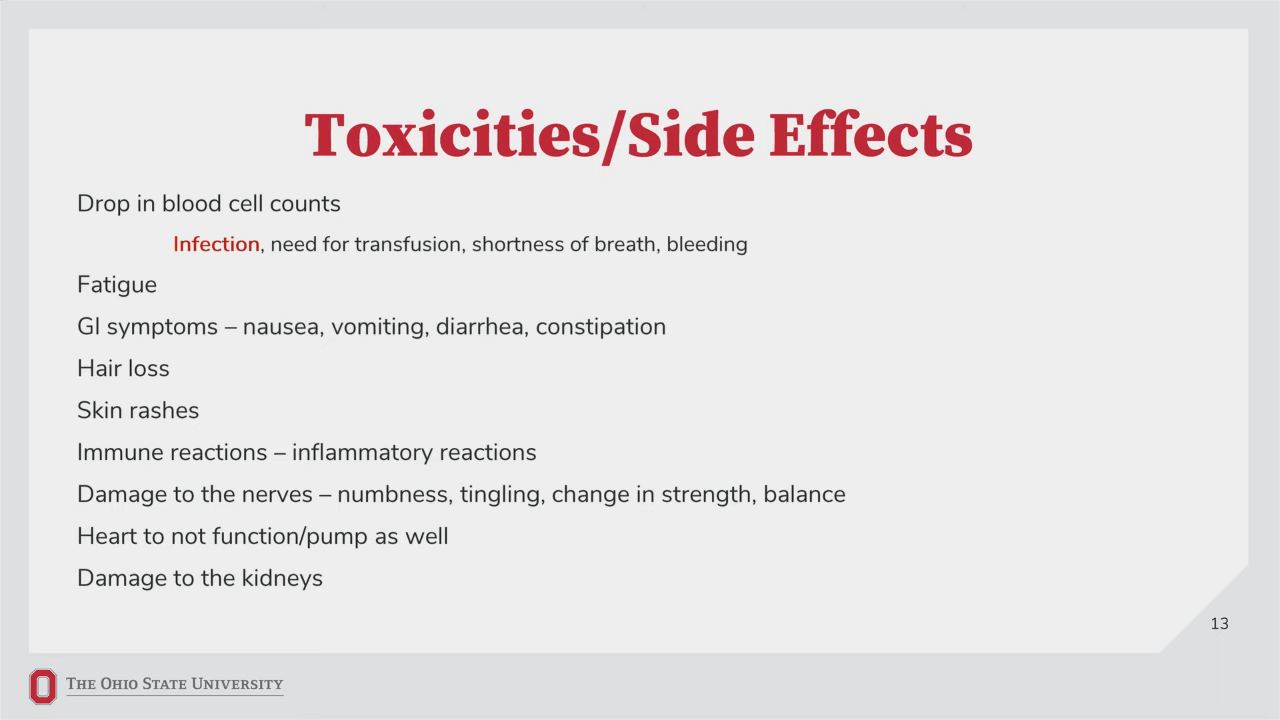 Toxicities/Side Effects
Drop in blood cell counts
Infection, need for transfusion, shortness of breath, bleeding
Fatigue
GI symptoms – nausea, vomiting, diarrhea, constipation
Hair loss
Skin rashes
Immune reactions – inflammatory reactions
Damage to the nerves – numbness, tingling, change in strength, balance
Heart to not function/pump as well
Damage to the kidneys
13
The Ohio State University